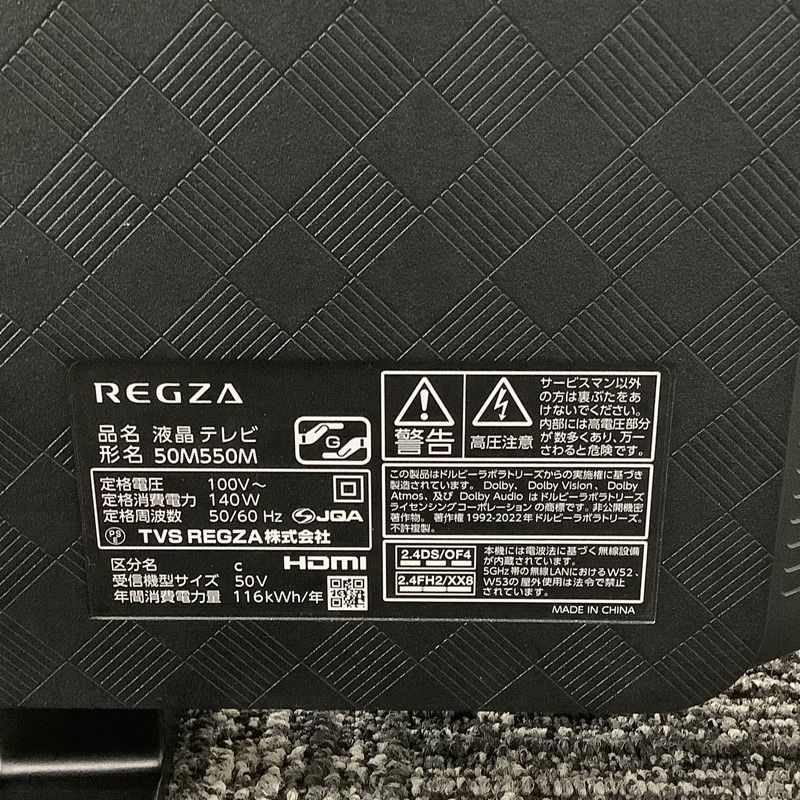 REGZA
品名 液晶テレビ
形名 50M550M
G
定格電圧 100V～
定格消費電力 140W
定格周波数 50/60 Hz
JQA
PS
E
TVS REGZA株式会社
区分名 c
HDMI
受信機型サイズ 50V
年間消費電力量 116kWh/年
警告
高圧注意
サービスマン以外
の方は裏ぶたをあ
けないでください。
内部には高電圧部分
が数多くあり、万一
さわると危険です。
この製品はドルビーラボラトリーズからの実施権に基づき
製造されています。Dolby、Dolby Vision、Dolby
Atmos、及び Dolby Audio はドルビーラボラトリーズ
ライセンシングコーポレーションの商標です。非公開機密
著作物。著作権 1992-2022年ドルビーラボラトリーズ。
不許複製。
2.4DS/OF4
2.4FH2/XX8
本機には電波法に基づく無線設備
が内蔵されています。
5GHz帯の無線LANにおけるW52、
W53の屋外使用は法令で禁止
されています。
MADE IN CHINA